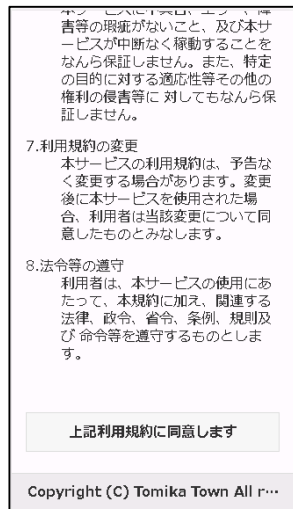 害等の瑕疵がないこと、及び本サ
ービスが中断なく稼動することを
なんら保証しません。また、特定
の目的に対する適応性等その他の
権利の侵害等に 対してもなんら保
証しません。
7.利用規約の変更
本サービスの利用規約は、予告な
く変更する場合があります。変更
後に本サービスを使用された場
合、利用者は当該変更について同
意したものとみなします。
8.法令等の遵守
利用者は、本サービスの使用にあ
たって、本規約に加え、関連する
法律、政令、省令、条例、規則及
び 命令等を遵守するものとしま
す。
上記利用規約に同意します
Copyright (C) Tomika Town All r…